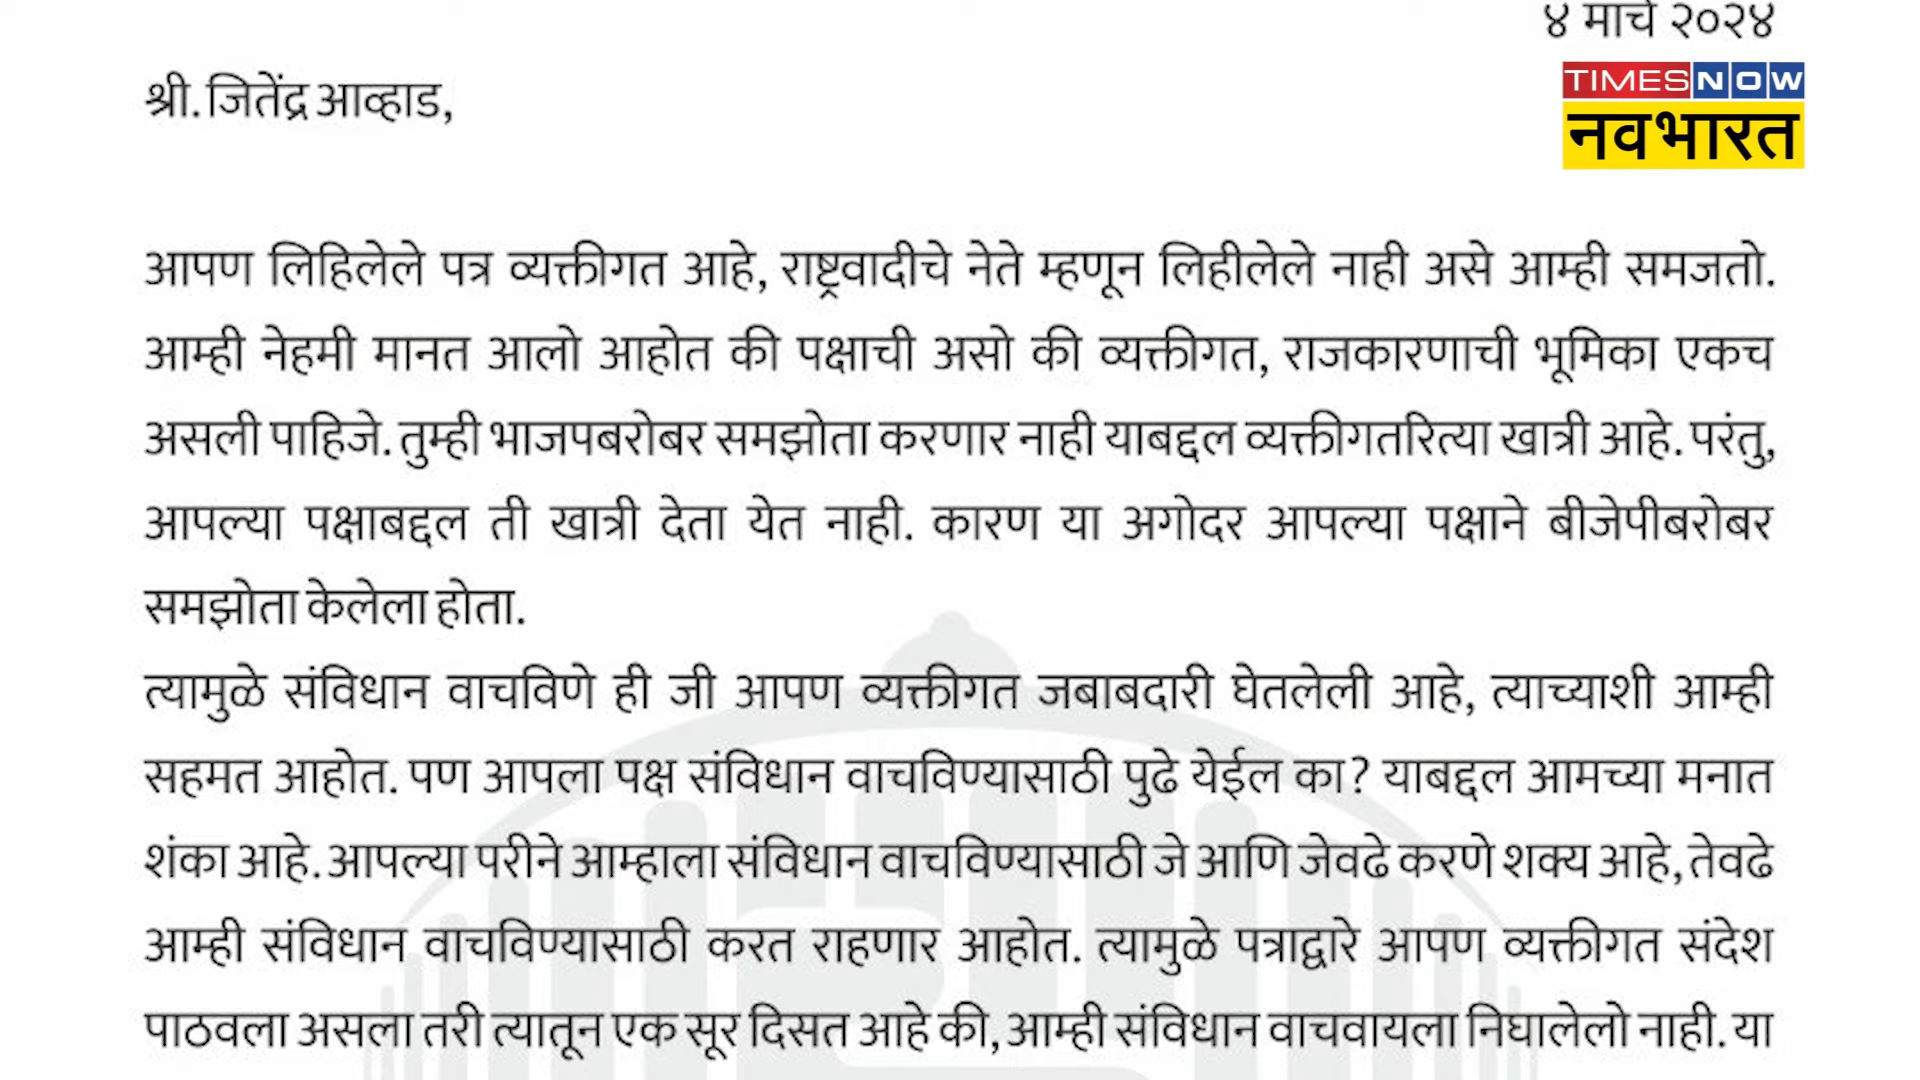 ४ मार्च २०२४
श्री. जितेंद्र आव्हाड,
TIMES NOW
नवभारत
आपण लिहिलेले पत्र व्यक्तीगत आहे, राष्ट्रवादीचे नेते म्हणून लिहीलेले नाही असे आम्ही समजतो.
आम्ही नेहमी मानत आलो आहोत की पक्षाची असो की व्यक्तीगत, राजकारणाची भूमिका एकच
असली पाहिजे. तुम्ही भाजपबरोबर समझोता करणार नाही याबद्दल व्यक्तीगतरित्या खात्री आहे. परंतु,
आपल्या पक्षाबद्दल ती खात्री देता येत नाही. कारण या अगोदर आपल्या पक्षाने बीजेपीबरोबर
समझोता केलेला होता.
त्यामुळे संविधान वाचविणे ही जी आपण व्यक्तीगत जबाबदारी घेतलेली आहे, त्याच्याशी आम्ही
सहमत आहोत. पण आपला पक्ष संविधान वाचविण्यासाठी पुढे येईल का? याबद्दल आमच्या मनात
शंका आहे. आपल्या परीने आम्हाला संविधान वाचविण्यासाठी जे आणि जेवढे करणे शक्य आहे, तेवढे
आम्ही संविधान वाचविण्यासाठी करत राहणार आहोत. त्यामुळे पत्राद्वारे आपण व्यक्तीगत संदेश
पाठवला असला तरी त्यातून एक सूर दिसत आहे की, आम्ही संविधान वाचवायला निघालेलो नाही. या